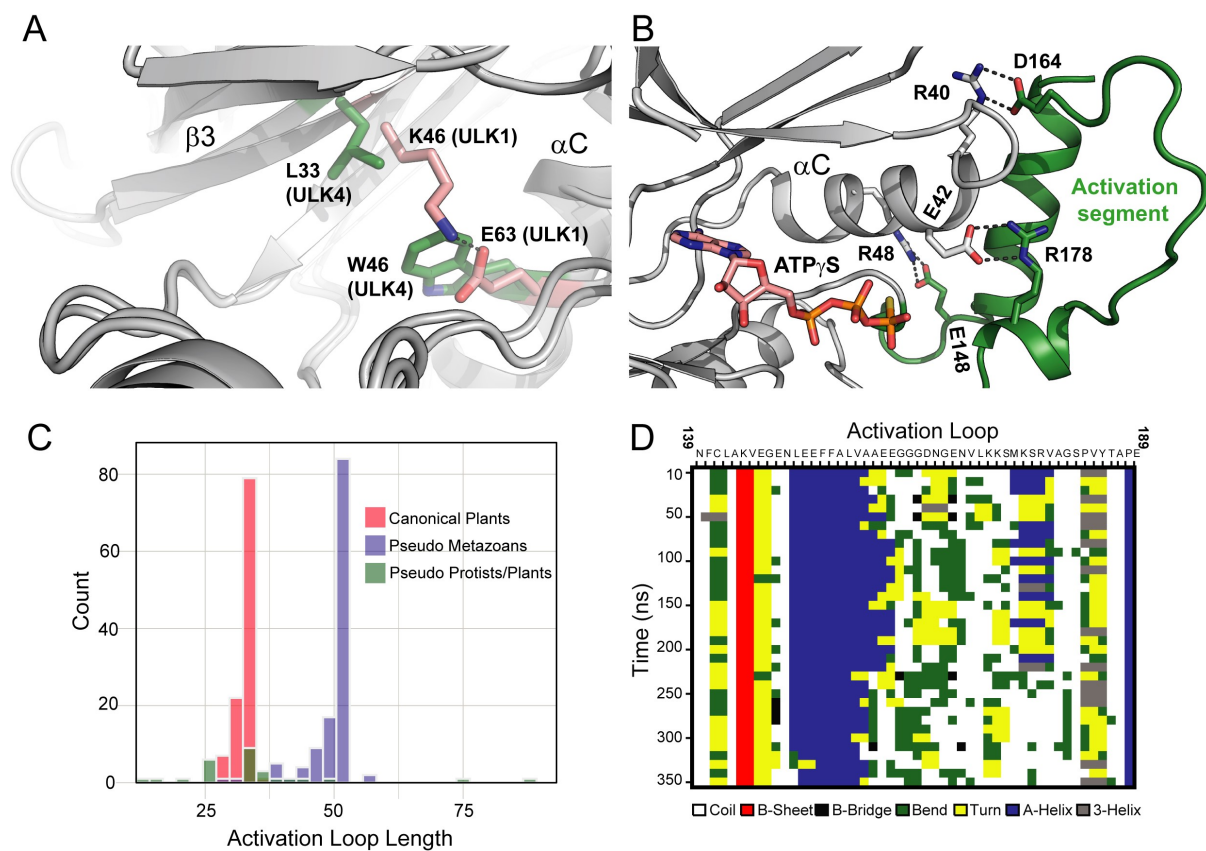 A
β3
K46 (ULK1)
αC
L33
(ULK4)
E63 (ULK1)
W46
(ULK4)
B
D164
R40
αC
E42
Activation
segment
R48
ATPγS
R178
E148
C
80
60
40
20
0
Count
Canonical Plants
Pseudo Metazoans
Pseudo Protists/Plants
25
50
75
Activation Loop Length
D
Activation Loop
139
189
NFCLAKVEGENLEEFFALVAAEEGGGDNGENVLKKSMKSRVAGSPVYTAPE
10
50
100
150
200
250
300
350
Time (ns)
Coil B-Sheet B-Bridge Bend Turn A-Helix 3-Helix